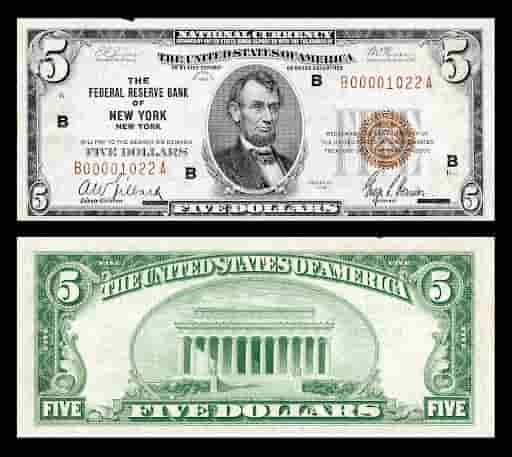 NATIONAL CURRENCY
5
THE UNITED STATES OF AMERICA
5
B
B00001022A
THE
FEDERAL RESERVE BANK
OF
NEW YORK
NEW YORK
B
WILL PAY TO THE BEARER ON DEMAND
FIVE DOLLARS
B00001022A
B
B
5
FIVE DOLLARS
5
5
THE UNITED STATES OF AMERICA
5
FIVE
FIVE DOLLARS
FIVE